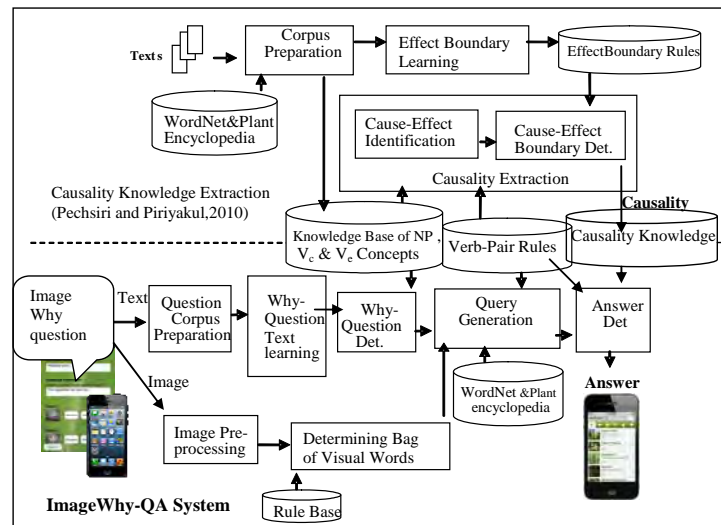 Texts
Corpus
Preparation
Effect Boundary
Learning
EffectBoundary Rules
WordNet&Plant
Encyclopedia
Cause-Effect
Identification
Cause-Effect
Boundary Det.
Causality Extraction
Causality Knowledge Extraction
(Pechsiri and Piriyakul,2010)
Causality
Knowledge Base of NP ,
Vc & Ve Concepts
Verb-Pair Rules
Causality Knowledge
Image
Why
question
Text
Question
Corpus
Preparation
Why-
Question
Text
learning
Why-
Question Det.
Query
Generation
Answer
Det
WordNet &Plant
encyclopedia
Answer
Image
Image Pre-
processing
Determining Bag
of Visual Words
ImageWhy-QA System
Rule Base